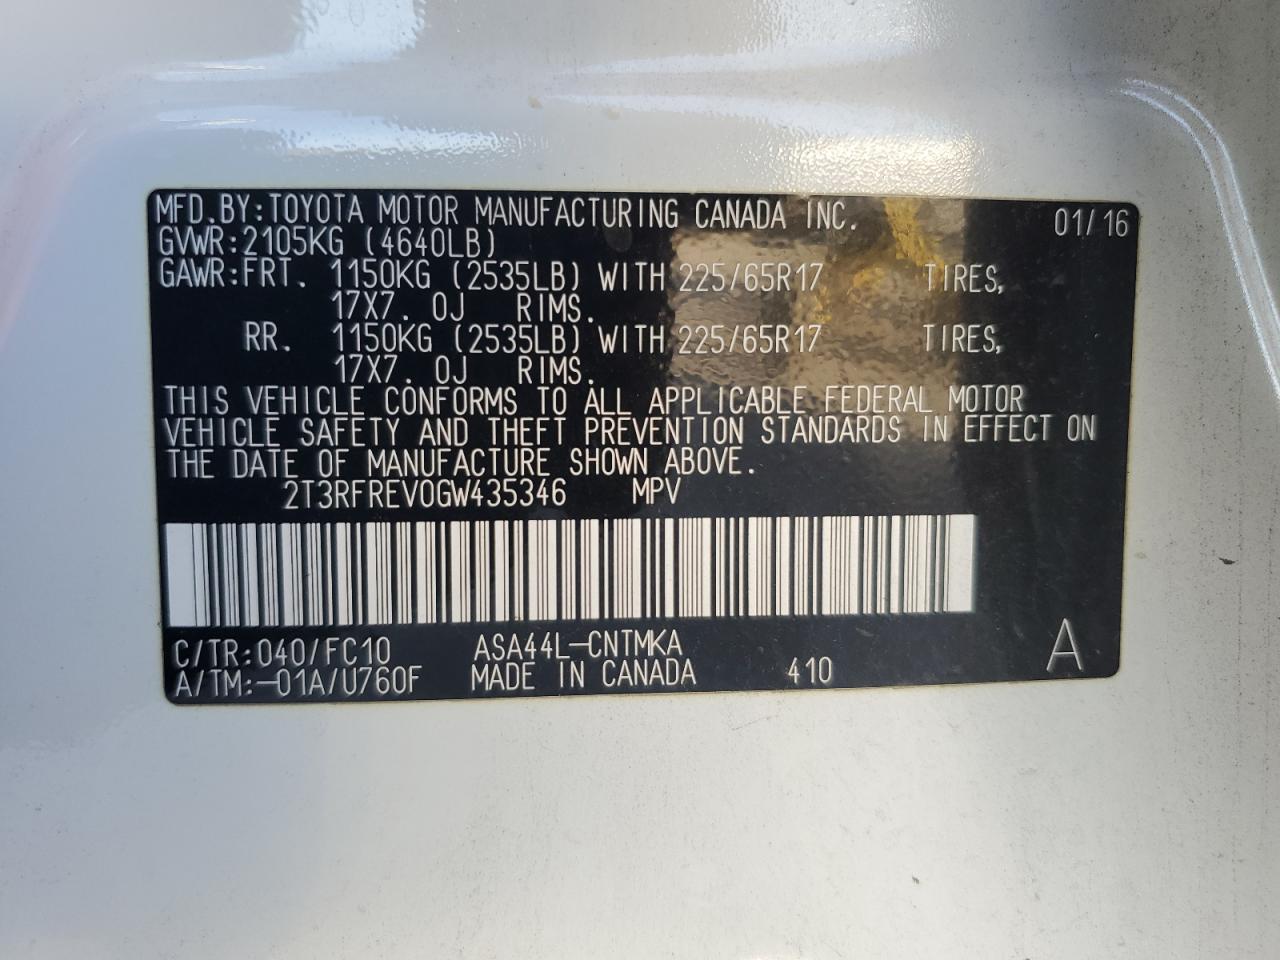 MFD.BY:TOYOTA MOTOR MANUFACTURING CANADA INC. 01/16
GVWR:2105KG (4640LB)
GAWR:FRT. 1150KG (2535LB) WITH 225/65R17 TIRES,
17X7.0J RIMS.
RR. 1150KG (2535LB) WITH 225/65R17 TIRES,
17X7.0J RIMS.
THIS VEHICLE CONFORMS TO ALL APPLICABLE FEDERAL MOTOR
VEHICLE SAFETY AND THEFT PREVENTION STANDARDS IN EFFECT ON
THE DATE OF MANUFACTURE SHOWN ABOVE.
2T3RFREV0GW435346 MPV
C/TR:040/FC10 ASA44L-CNTMKA
A/TM:-01A/U760F MADE IN CANADA 410 A